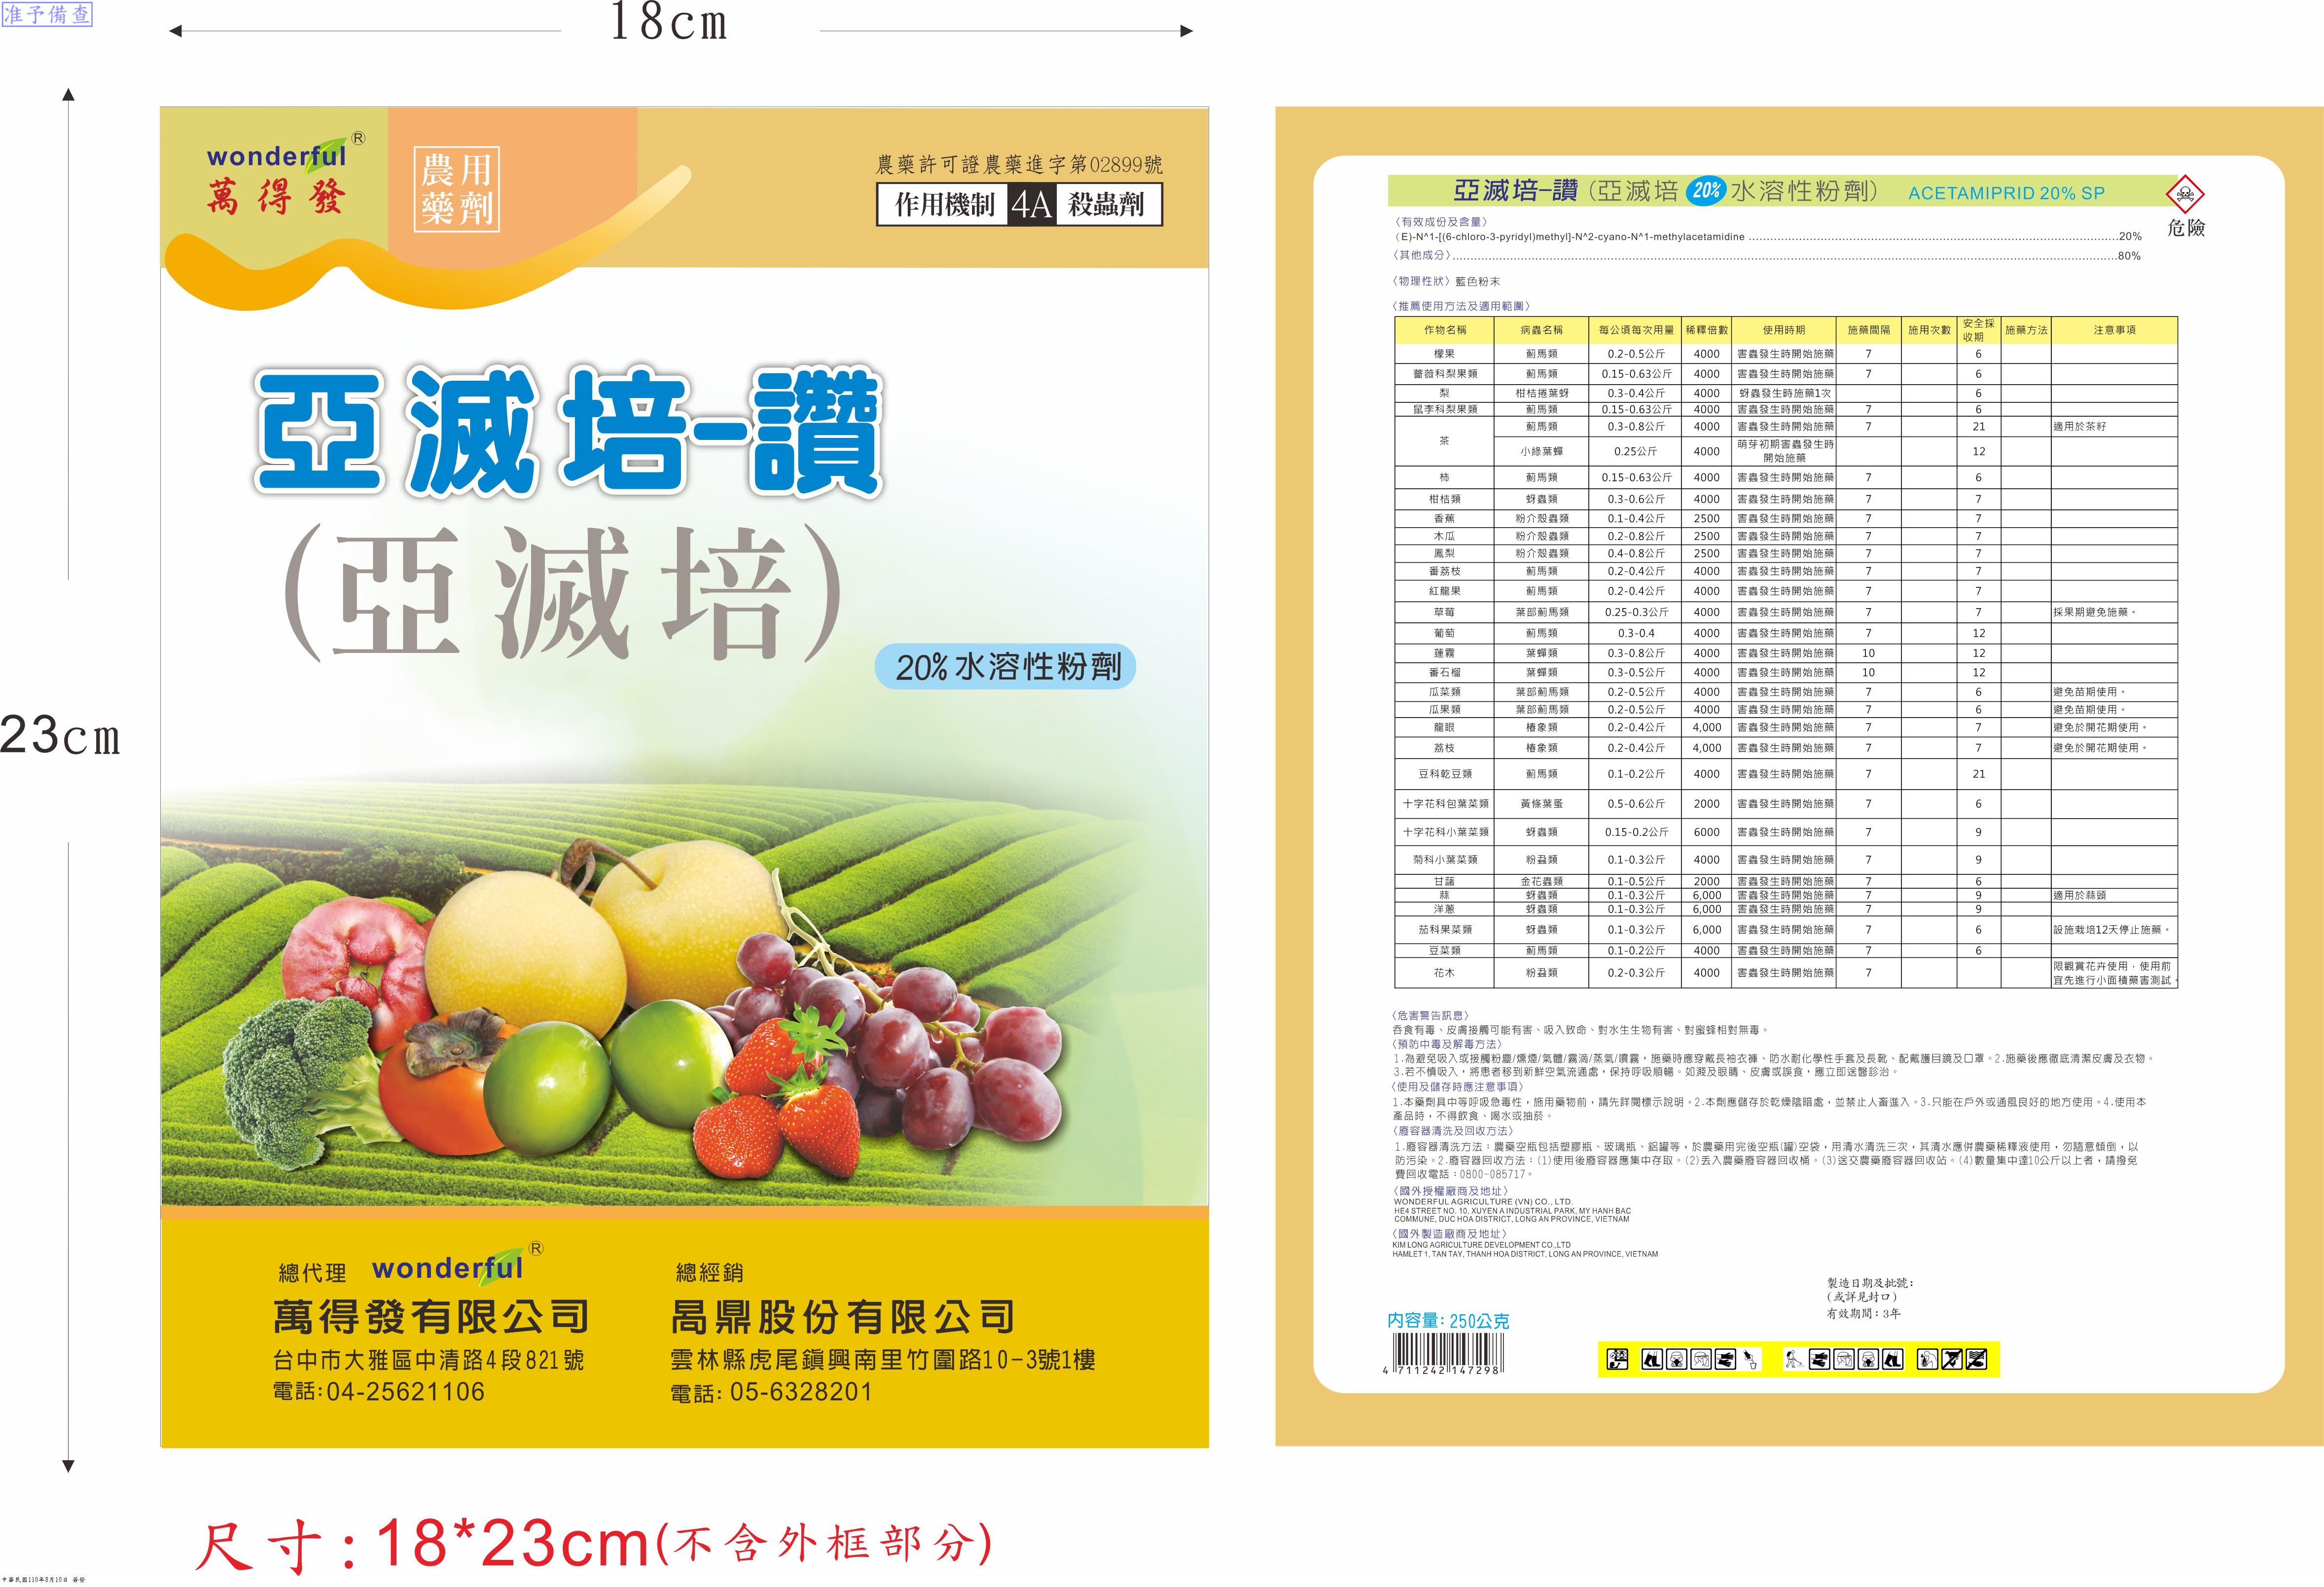 准予備查
18cm
23cm
wonderful®
萬得發
農用
藥劑
農藥許可證農藥進字第02899號
作用機制 4A 殺蟲劑
亞滅培-讚
(亞滅培)
20%水溶性粉劑
總代理 wonderful®
萬得發有限公司
台中市大雅區中清路4段821號
電話:04-25621106
總經銷
咼鼎股份有限公司
雲林縣虎尾鎮興南里竹圍路10-3號1樓
電話: 05-6328201
尺寸:18*23cm(不含外框部分)
中華民國110年8月10日 簽發
亞滅培-讚(亞滅培 20% 水溶性粉劑) ACETAMIPRID 20% SP
危險
〈有效成份及含量〉
(E)-N^1-[(6-chloro-3-pyridyl)methyl]-N^2-cyano-N^1-methylacetamidine ........20%
〈其他成分〉........80%
〈物理性狀〉藍色粉末
〈推薦使用方法及適用範圍〉
作物名稱 病蟲名稱 每公頃每次用量 稀釋倍數 使用時期 施藥間隔 施用次數 安全採收期 施藥方法 注意事項
檬果 薊馬類 0.2-0.5公斤 4000 害蟲發生時開始施藥 7 6
薔薇科梨果類 薊馬類 0.15-0.63公斤 4000 害蟲發生時開始施藥 7 6
梨 柑桔捲葉蚜 0.3-0.4公斤 4000 蚜蟲發生時施藥1次 6
鼠李科梨果類 薊馬類 0.15-0.63公斤 4000 害蟲發生時開始施藥 7 6
茶 薊馬類 0.3-0.8公斤 4000 害蟲發生時開始施藥 7 21 適用於茶籽
小綠葉蟬 0.25公斤 4000 萌芽初期害蟲發生時開始施藥 12
柿 薊馬類 0.15-0.63公斤 4000 害蟲發生時開始施藥 7 6
柑桔類 蚜蟲類 0.3-0.6公斤 4000 害蟲發生時開始施藥 7 7
香蕉 粉介殼蟲類 0.1-0.4公斤 2500 害蟲發生時開始施藥 7 7
木瓜 粉介殼蟲類 0.2-0.8公斤 2500 害蟲發生時開始施藥 7 7
鳳梨 粉介殼蟲類 0.4-0.8公斤 2500 害蟲發生時開始施藥 7 7
番荔枝 薊馬類 0.2-0.4公斤 4000 害蟲發生時開始施藥 7 7
紅龍果 薊馬類 0.2-0.4公斤 4000 害蟲發生時開始施藥 7 7
草莓 葉部薊馬類 0.25-0.3公斤 4000 害蟲發生時開始施藥 7 7 採果期避免施藥。
葡萄 薊馬類 0.3-0.4 4000 害蟲發生時開始施藥 7 12
蓮霧 葉蟬類 0.3-0.8公斤 4000 害蟲發生時開始施藥 10 12
番石榴 葉蟬類 0.3-0.5公斤 4000 害蟲發生時開始施藥 10 12
瓜菜類 葉部薊馬類 0.2-0.5公斤 4000 害蟲發生時開始施藥 7 6 避免苗期使用。
瓜果類 葉部薊馬類 0.2-0.5公斤 4000 害蟲發生時開始施藥 7 6 避免苗期使用。
龍眼 椿象類 0.2-0.4公斤 4,000 害蟲發生時開始施藥 7 7 避免於開花期使用。
荔枝 椿象類 0.2-0.4公斤 4,000 害蟲發生時開始施藥 7 7 避免於開花期使用。
豆科乾豆類 薊馬類 0.1-0.2公斤 4000 害蟲發生時開始施藥 7 21
十字花科包葉菜類 黃條葉蚤 0.5-0.6公斤 2000 害蟲發生時開始施藥 7 6
十字花科小葉菜類 蚜蟲類 0.15-0.2公斤 6000 害蟲發生時開始施藥 7 9
菊科小葉菜類 粉蝨類 0.1-0.3公斤 4000 害蟲發生時開始施藥 7 9
甘藷 金花蟲類 0.1-0.5公斤 2000 害蟲發生時開始施藥 7 6
蒜 蚜蟲類 0.1-0.3公斤 6,000 害蟲發生時開始施藥 7 9 適用於蒜頭
洋蔥 蚜蟲類 0.1-0.3公斤 6,000 害蟲發生時開始施藥 7 9
茄科果菜類 蚜蟲類 0.1-0.3公斤 6,000 害蟲發生時開始施藥 7 6 設施栽培12天停止施藥。
豆菜類 薊馬類 0.1-0.2公斤 4000 害蟲發生時開始施藥 7 6
花木 粉蝨類 0.2-0.3公斤 4000 害蟲發生時開始施藥 7 限觀賞花卉使用，使用前宜先進行小面積藥害測試。
〈危害警告訊息〉
吞食有毒、皮膚接觸可能有害、吸入致命、對水生生物有害、對蜜蜂相對無毒。
〈預防中毒及解毒方法〉
1.為避免吸入或接觸粉塵/燻煙/氣體/霧滴/蒸氣/噴霧，施藥時應穿戴長袖衣褲、防水耐化學性手套及長靴、配戴護目鏡及口罩。2.施藥後應徹底清潔皮膚及衣物。
3.若不慎吸入，將患者移到新鮮空氣流通處，保持呼吸順暢。如濺及眼睛、皮膚或誤食，應立即送醫診治。
〈使用及儲存時應注意事項〉
1.本藥劑具中等呼吸急毒性，施用藥物前，請先詳閱標示說明。2.本劑應儲存於乾燥陰暗處，並禁止人畜進入。3.只能在戶外或通風良好的地方使用。4.使用本
產品時，不得飲食、喝水或抽菸。
〈廢容器清洗及回收方法〉
1.廢容器清洗方法：農藥空瓶包括塑膠瓶、玻璃瓶、鋁罐等，於農藥用完後空瓶(罐)空袋，用清水清洗三次，其清水應併農藥稀釋液使用，勿隨意傾倒，以
防污染。2.廢容器回收方法：(1)使用後廢容器應集中存取。(2)丟入農藥廢容器回收桶。(3)送交農藥廢容器回收站。(4)數量集中達10公斤以上者，請撥免
費回收電話：0800-085717。
〈國外授權廠商及地址〉
WONDERFUL AGRICULTURE (VN) CO., LTD.
HE4 STREET NO. 10, XUYEN A INDUSTRIAL PARK, MY HANH BAC
COMMUNE, DUC HOA DISTRICT, LONG AN PROVINCE, VIETNAM
〈國外製造廠商及地址〉
KIM LONG AGRICULTURE DEVELOPMENT CO.,LTD
HAMLET 1, TAN TAY, THANH HOA DISTRICT, LONG AN PROVINCE, VIETNAM
製造日期及批號：
(或詳見封口)
有效期間：3年
內容量：250公克
4 711242 147298